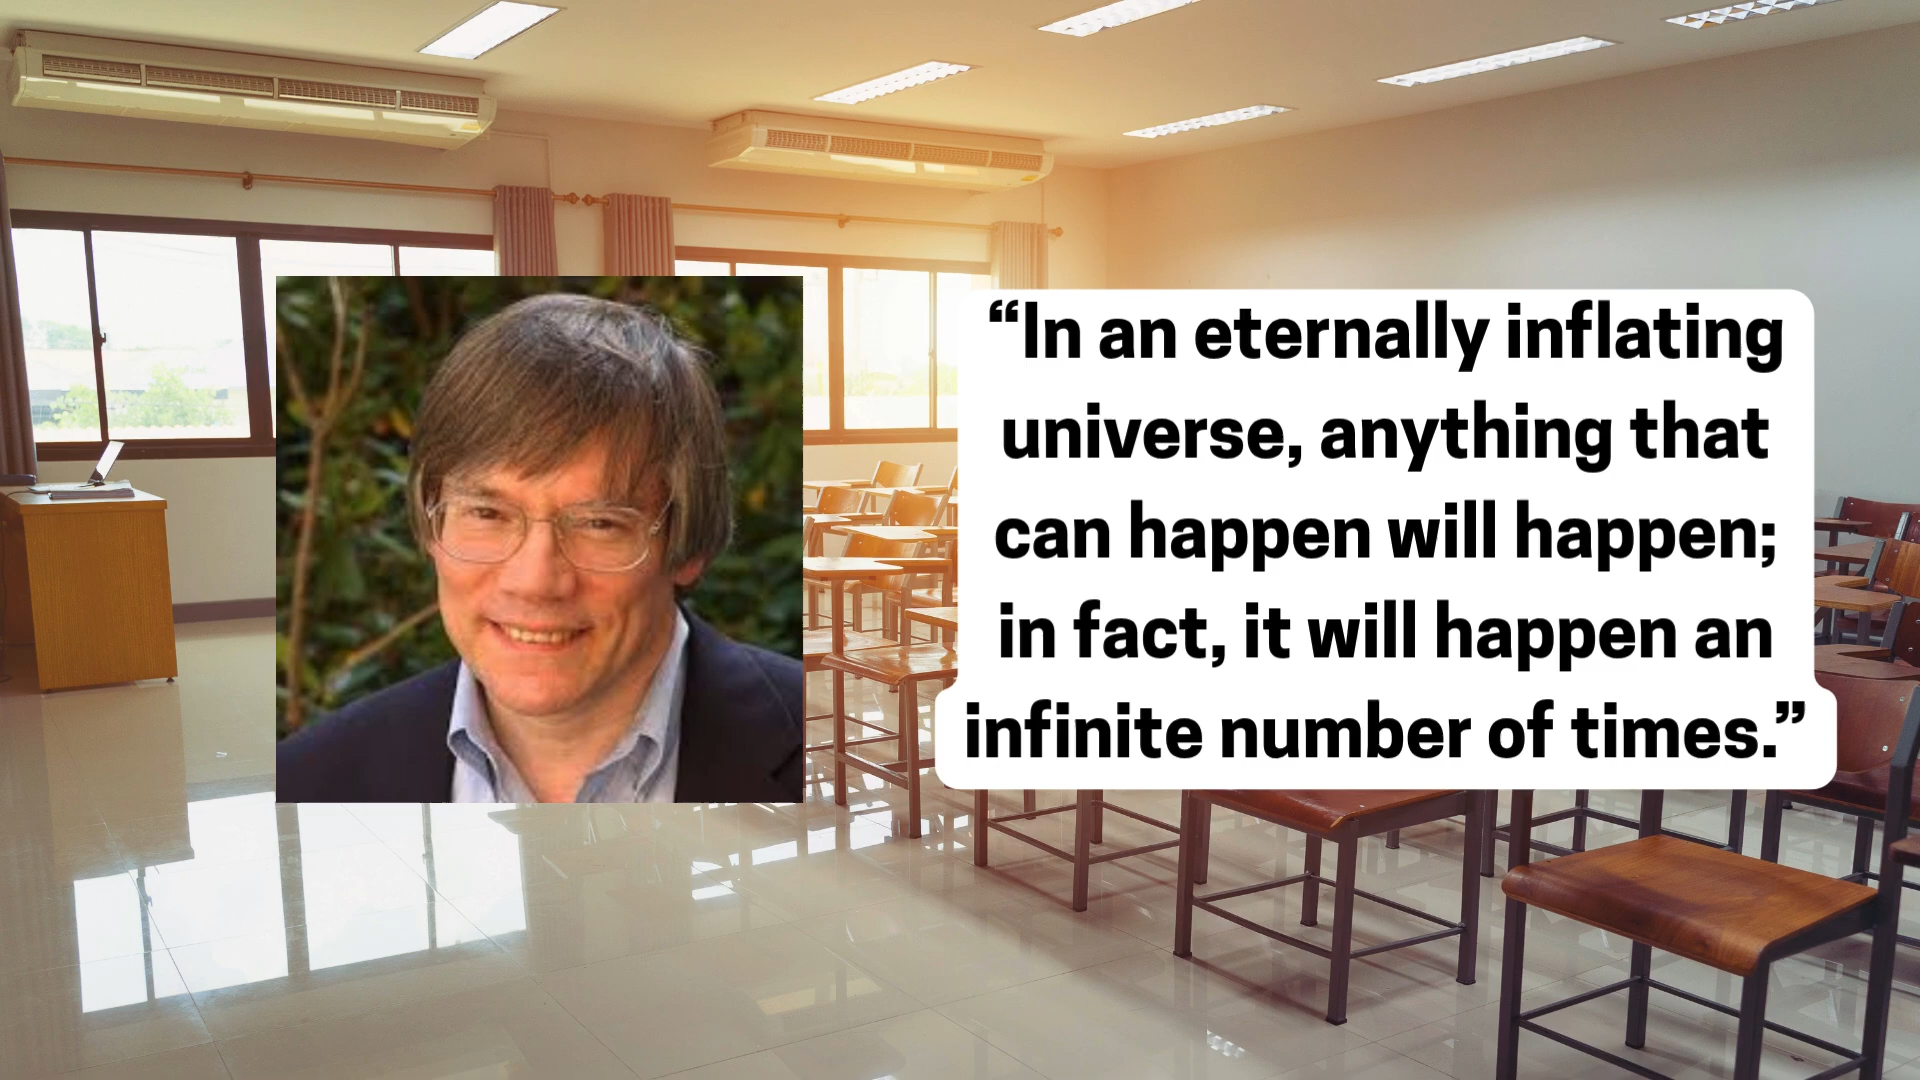 “In an eternally inflating
universe, anything that
can happen will happen;
in fact, it will happen an
infinite number of times.”